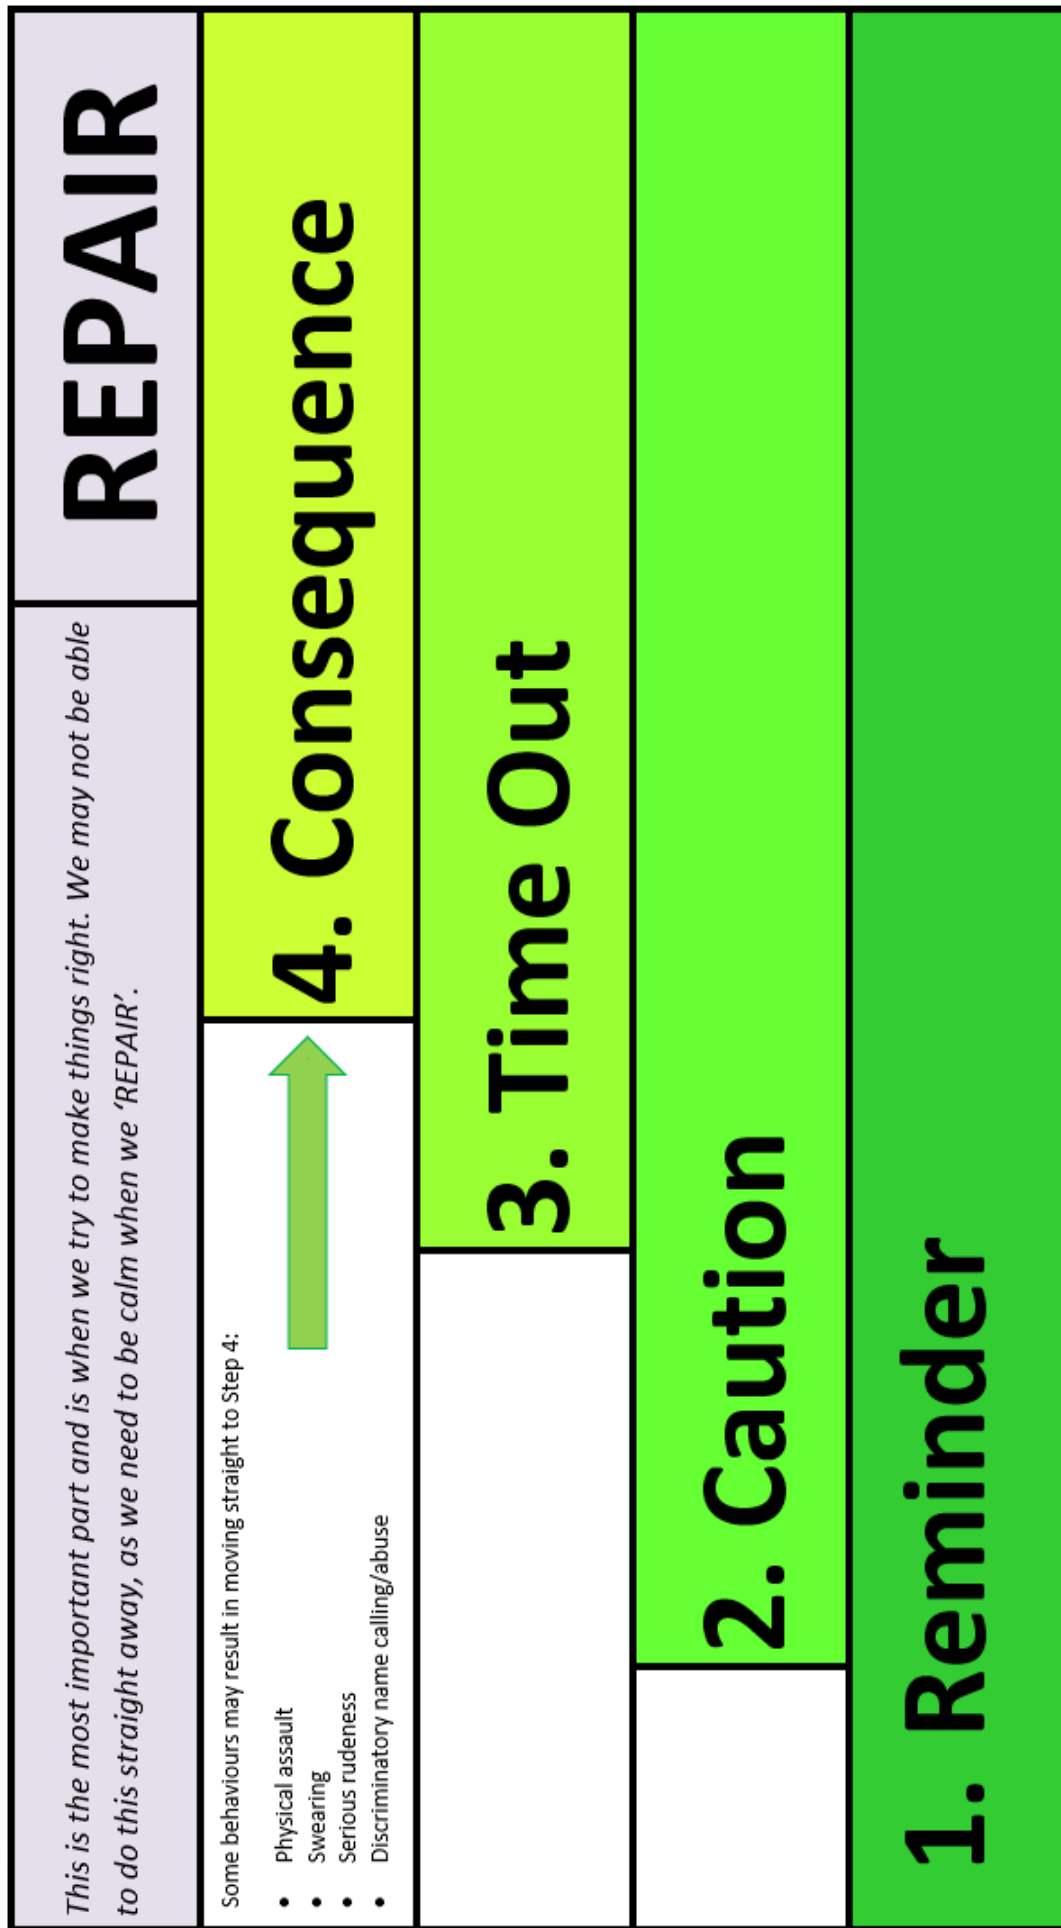 This is the most important part and is when we try to make things right. We may not be able
to do this straight away, as we need to be calm when we ‘REPAIR’.
REPAIR
Some behaviours may result in moving straight to Step 4:
• Physical assault
• Swearing
• Serious rudeness
• Discriminatory name calling/abuse
4. Consequence
3. Time Out
2. Caution
1. Reminder